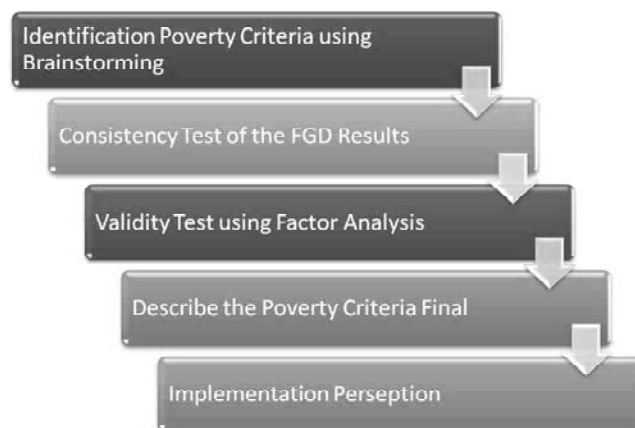 Identification Poverty Criteria using
Brainstorming
Consistency Test of the FGD Results
Validity Test using Factor Analysis
Describe the Poverty Criteria Final
Implementation Perseption